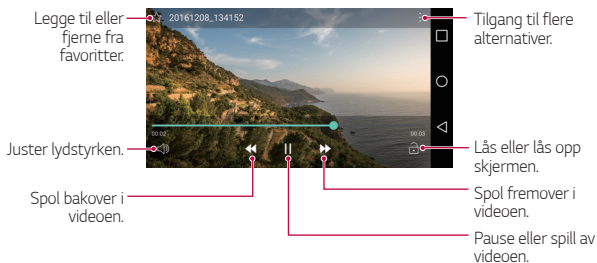 Legge til eller
fjerne fra
favoritter.
20161208_134152
Tilgang til flere
alternativer.
00:02
00:03
Juster lydstyrken.
Lås eller lås opp
skjermen.
Spol bakover i
videoen.
Spol fremover i
videoen.
Pause eller spill av
videoen.